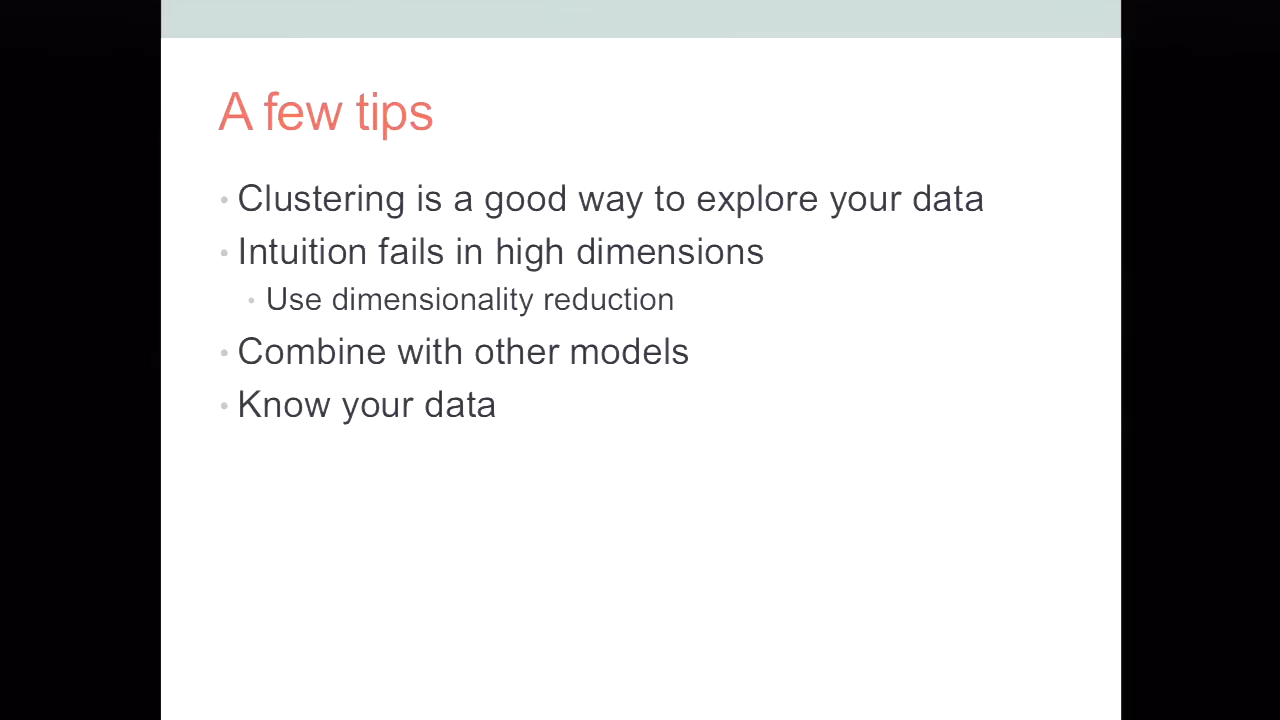 A few tips
• Clustering is a good way to explore your data
• Intuition fails in high dimensions
• Use dimensionality reduction
• Combine with other models
• Know your data